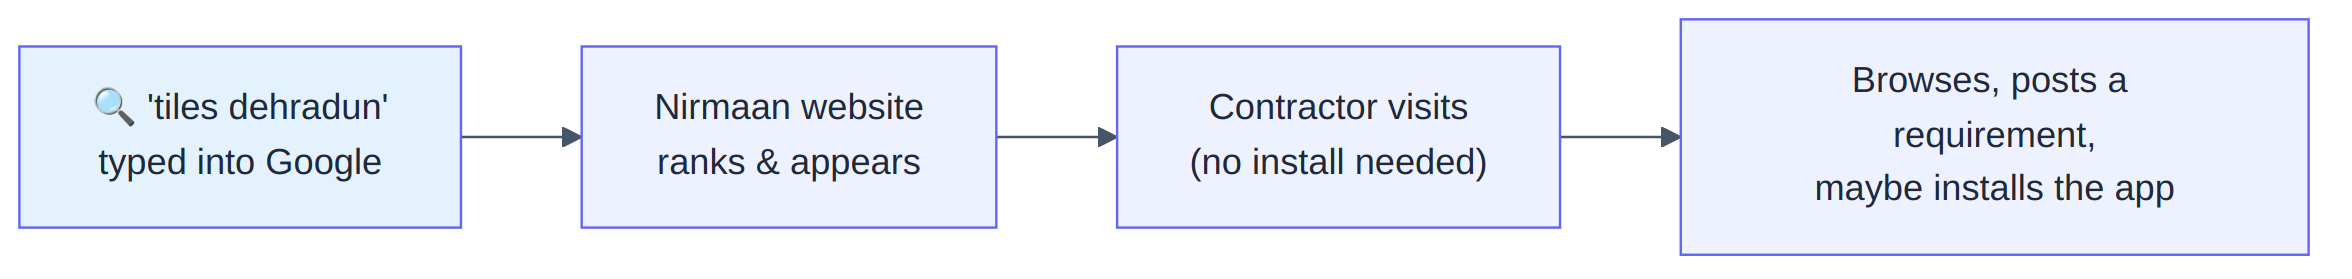 🔍 'tiles dehradun'
typed into Google
Nirmaan website
ranks & appears
Contractor visits
(no install needed)
Browses, posts a
requirement,
maybe installs the app